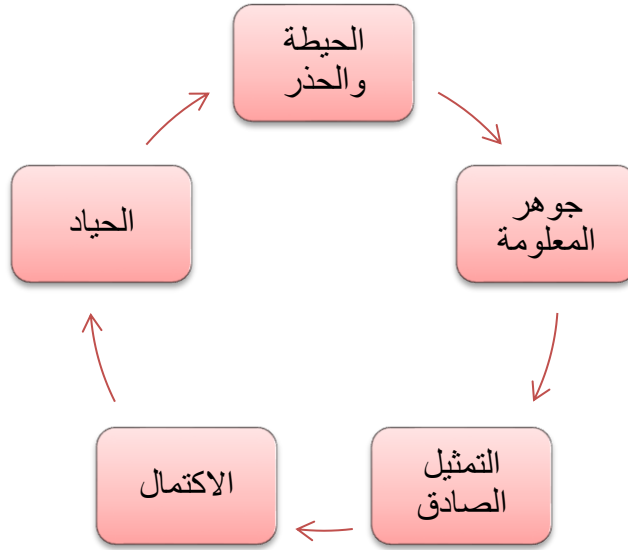 الحيطة
والحذر
جوهر
المعلومة
التمثيل
الصادق
الاكتمال
الحياد